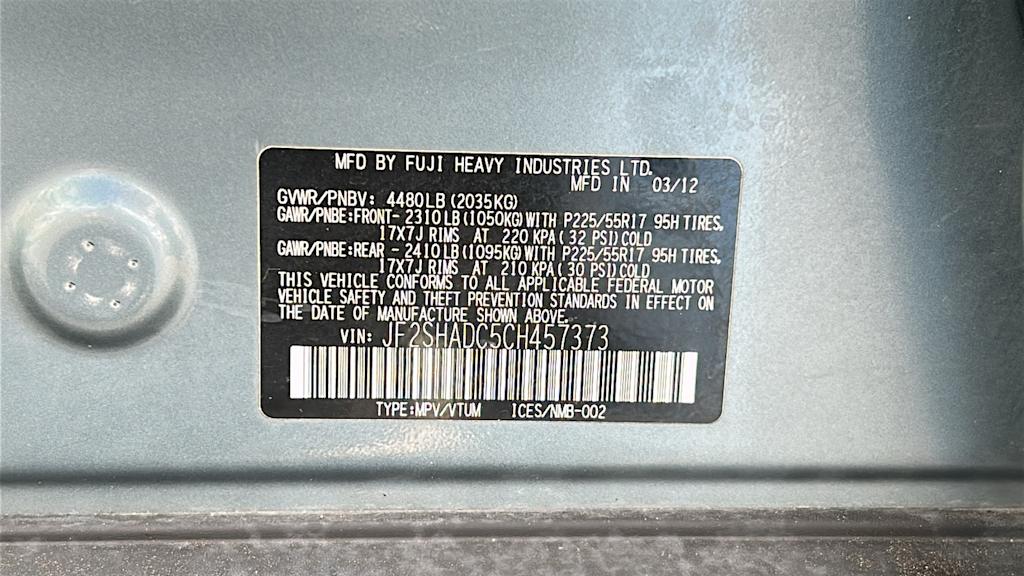 MFD BY FUJI HEAVY INDUSTRIES LTD.
MFD IN 03/12
GVWR/PNBV: 4480LB(2035KG)
GAWR/PNBE:FRONT- 2310LB(1050KG)WITH P225/55R17 95H TIRES,
17X7J RIMS AT 220 KPA(32 PSI)COLD
GAWR/PNBE:REAR - 2410LB(1095KG)WITH P225/55R17 95H TIRES,
17X7J RIMS AT 210 KPA(30 PSI)COLD
THIS VEHICLE CONFORMS TO ALL APPLICABLE FEDERAL MOTOR
VEHICLE SAFETY AND THEFT PREVENTION STANDARDS IN EFFECT ON
THE DATE OF MANUFACTURE SHOWN ABOVE.
VIN: JF2SHADC5CH457373
TYPE:MPV/VTUM ICES/NMB-002